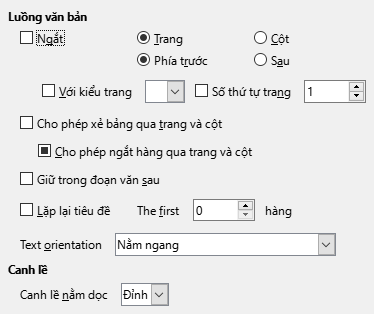 Luồng văn bản
Ngắt Trang Cột
Phía trước Sau
Với kiểu trang Số thứ tự trang 1
Cho phép xẻ bảng qua trang và cột
Cho phép ngắt hàng qua trang và cột
Giữ trong đoạn văn sau
Lặp lại tiêu đề The first 0 hàng
Text orientation Nằm ngang
Canh lề
Canh lề nằm dọc Đỉnh